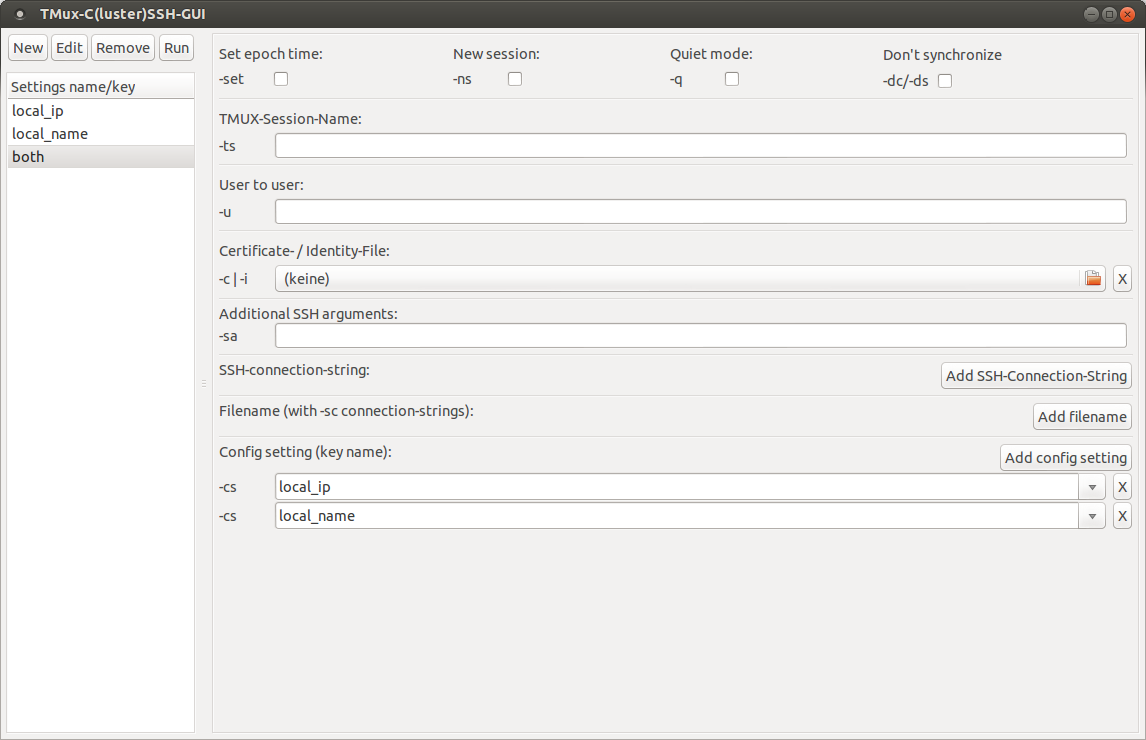 TMux-C(luster)SSH-GUI
New Edit Remove Run
Settings name/key
local_ip
local_name
both
Set epoch time: New session: Quiet mode: Don't synchronize
-set -ns -q -dc/-ds
TMUX-Session-Name:
-ts
User to user:
-u
Certificate- / Identity-File:
-c | -i (keine) X
Additional SSH arguments:
-sa
SSH-connection-string: Add SSH-Connection-String
Filename (with -sc connection-strings): Add filename
Config setting (key name): Add config setting
-cs local_ip X
-cs local_name X